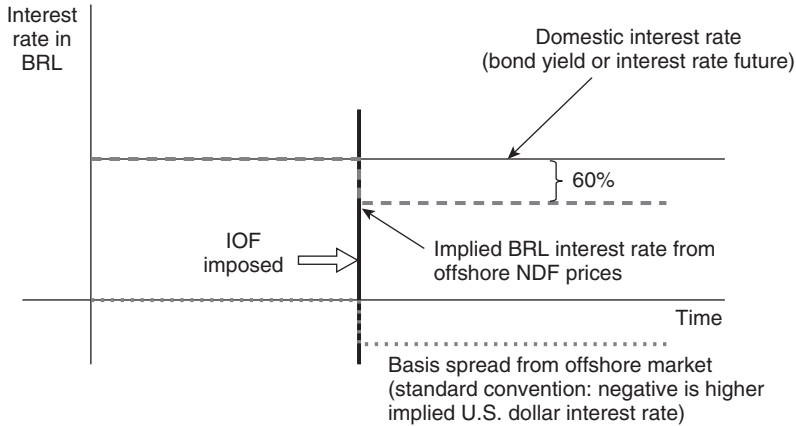 Interest
rate in
BRL
Domestic interest rate
(bond yield or interest rate future)
60%
IOF
imposed
Implied BRL interest rate from
offshore NDF prices
Time
Basis spread from offshore market
(standard convention: negative is higher
implied U.S. dollar interest rate)